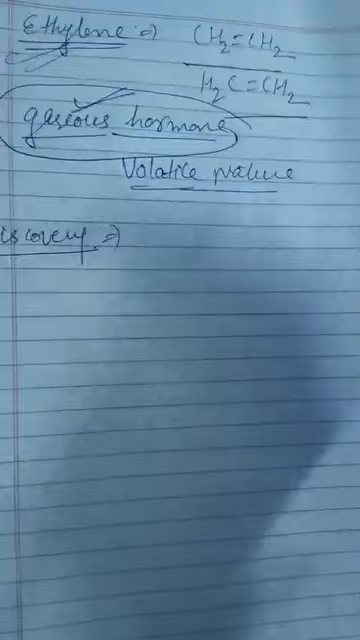 Ethylene => CH2=CH2
H2C=CH2
gaseous hormone
Volatile nature
iscovery =>